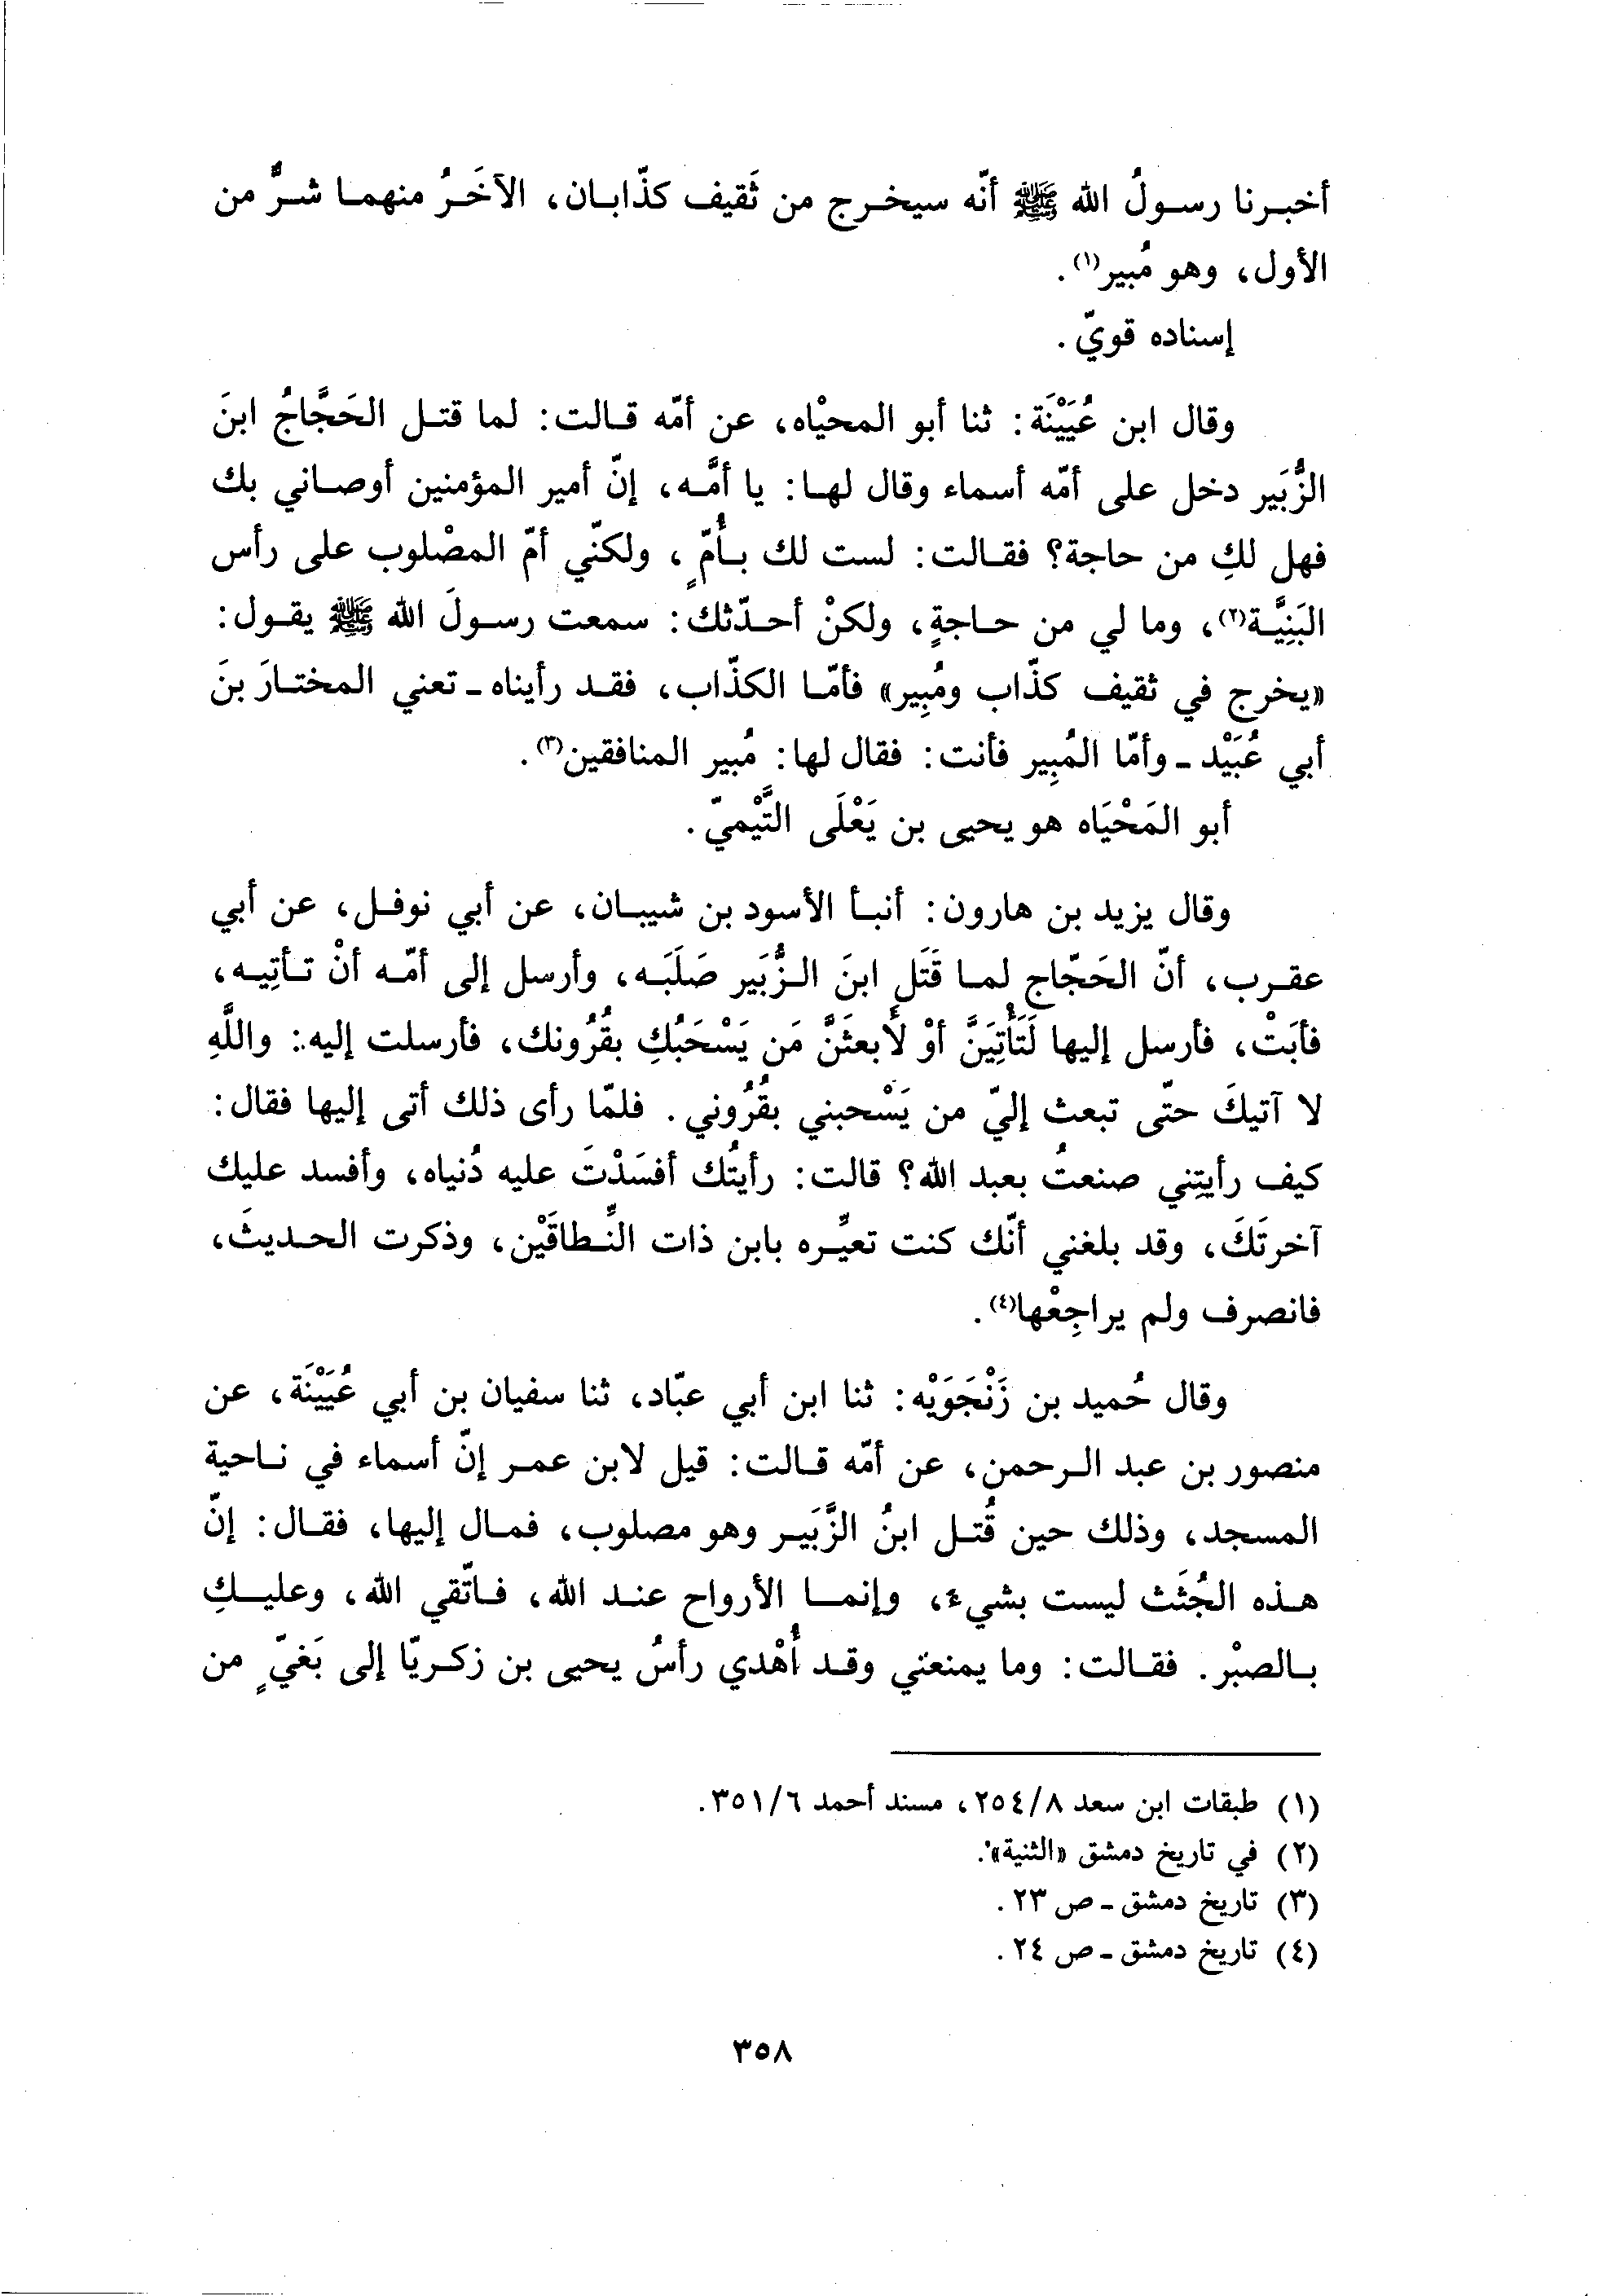 أخبرنا رسولُ الله ﷺ أنّه سيخرج من ثَقيف كذّابان، الآخَرُ منهما شرٌّ من
الأول، وهو مُبير(١).
إسناده قويّ.
وقال ابن عُيَيْنَة: ثنا أبو المحيْاه، عن أمّه قالت: لما قتل الحَجَّاجُ ابنَ
الزُّبَير دخل على أمّه أسماء وقال لها: يا أمَّه، إنّ أمير المؤمنين أوصاني بك
فهل لكِ من حاجة؟ فقالت: لست لك بأُمٍّ، ولكنّي أمّ المصْلوب على رأس
البَنِيَّة(٢)، وما لي من حاجةٍ، ولكنْ أحدّثك: سمعت رسولَ الله ﷺ يقول:
«يخرج في ثقيف كذّاب ومُبِير» فأمّا الكذّاب، فقد رأيناه ـ تعني المختارَ بنَ
أبي عُبَيْد ـ وأمّا المُبِير فأنت: فقال لها: مُبير المنافقين(٣).
أبو المَحْيَاه هو يحيى بن يَعْلَى التَّيْميّ.
وقال يزيد بن هارون: أنبأ الأسود بن شيبان، عن أبي نوفل، عن أبي
عقرب، أنّ الحَجّاج لما قَتَل ابنَ الزُّبَير صَلَبَه، وأرسل إلى أمّه أنْ تأتِيه،
فأبَتْ، فأرسل إليها لَتَأْتِيَنَّ أوْ لَأَبعثَنَّ مَن يَسْحَبُكِ بقُرُونك، فأرسلت إليه: واللَّهِ
لا آتيكَ حتّى تبعث إليّ من يَسْحبني بقُرُوني. فلمّا رأى ذلك أتى إليها فقال:
كيف رأيتِني صنعتُ بعبد الله؟ قالت: رأيتُك أفسَدْتَ عليه دُنياه، وأفسد عليك
آخرتَكَ، وقد بلغني أنّك كنت تعيِّره بابن ذات النِّطاقَيْن، وذكرت الحديثَ،
فانصرف ولم يراجِعْها(٤).
وقال حُميد بن زَنْجَوَيْه: ثنا ابن أبي عبّاد، ثنا سفيان بن أبي عُيَيْنَة، عن
منصور بن عبد الرحمن، عن أمّه قالت: قيل لابن عمر إنّ أسماء في ناحية
المسجد، وذلك حين قُتل ابنُ الزَّبَير وهو مصلوب، فمال إليها، فقال: إنّ
هذه الجُثَث ليست بشيء، وإنما الأرواح عند الله، فاتّقي الله، وعليكِ
بالصبْر. فقالت: وما يمنعني وقد أُهْدي رأسُ يحيى بن زكريّا إلى بَغيٍّ من
(١) طبقات ابن سعد ٢٥٤/٨، مسند أحمد ٣٥١/٦.
(٢) في تاريخ دمشق «الثنية».
(٣) تاريخ دمشق ـ ص ٢٣.
(٤) تاريخ دمشق ـ ص ٢٤.
٣٥٨